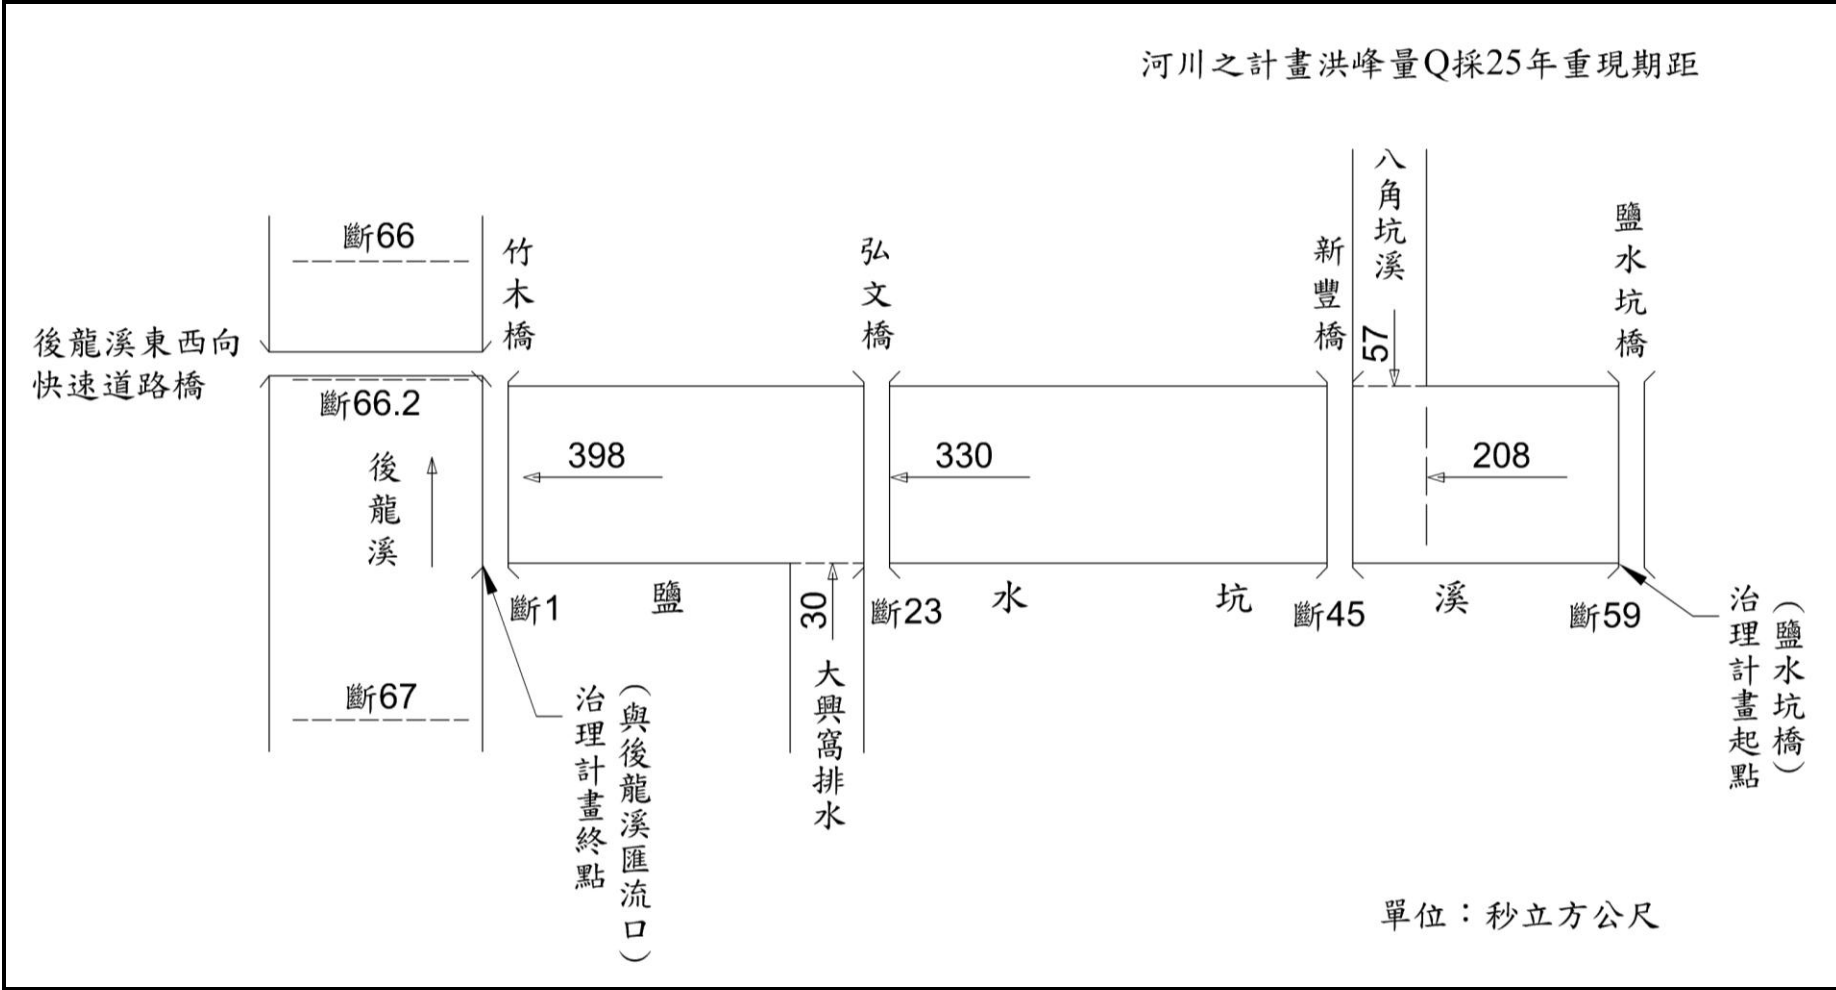 河川之計畫洪峰量Q採25年重現期距
斷66
後龍溪東西向
快速道路橋
斷66.2
後龍溪
斷67
竹木橋
弘文橋
新豐橋
八角坑溪
57
鹽水坑橋
398
330
208
斷1
鹽水坑溪
30
斷23
斷45
斷59
大興窩排水
(與後龍溪匯流口)
治理計畫終點
(鹽水坑橋)
治理計畫起點
單位：秒立方公尺